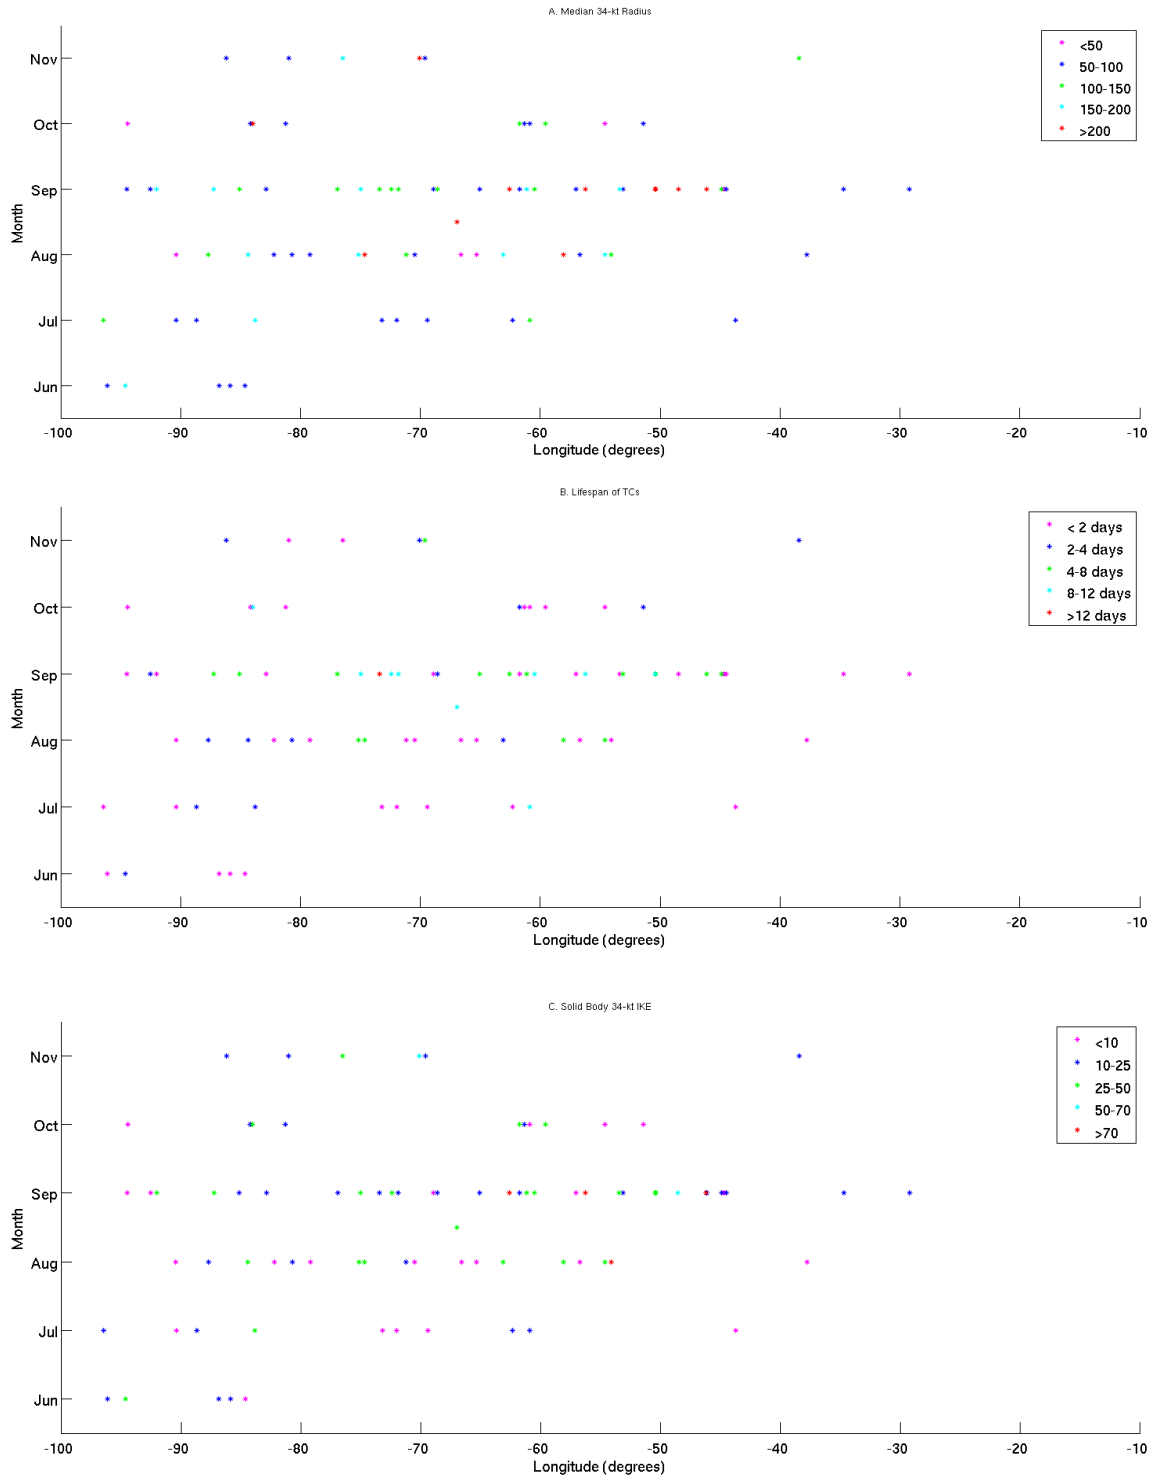 A. Median 34-kt Radius
<50
50-100
100-150
150-200
>200
Nov
Oct
Sep
Aug
Jul
Jun
Month
-100 -90 -80 -70 -60 -50 -40 -30 -20 -10
Longitude (degrees)
B. Lifespan of TCs
< 2 days
2-4 days
4-8 days
8-12 days
>12 days
Nov
Oct
Sep
Aug
Jul
Jun
Month
-100 -90 -80 -70 -60 -50 -40 -30 -20 -10
Longitude (degrees)
C. Solid Body 34-kt IKE
<10
10-25
25-50
50-70
>70
Nov
Oct
Sep
Aug
Jul
Jun
Month
-100 -90 -80 -70 -60 -50 -40 -30 -20 -10
Longitude (degrees)